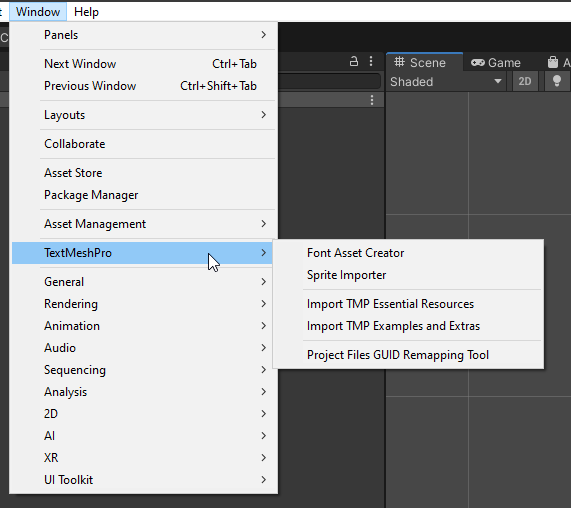 Window Help
Panels
Next Window Ctrl+Tab
Previous Window Ctrl+Shift+Tab
Layouts
Collaborate
Asset Store
Package Manager
Asset Management
TextMeshPro
General
Rendering
Animation
Audio
Sequencing
Analysis
2D
AI
XR
UI Toolkit
Font Asset Creator
Sprite Importer
Import TMP Essential Resources
Import TMP Examples and Extras
Project Files GUID Remapping Tool
Scene Game A
Shaded 2D